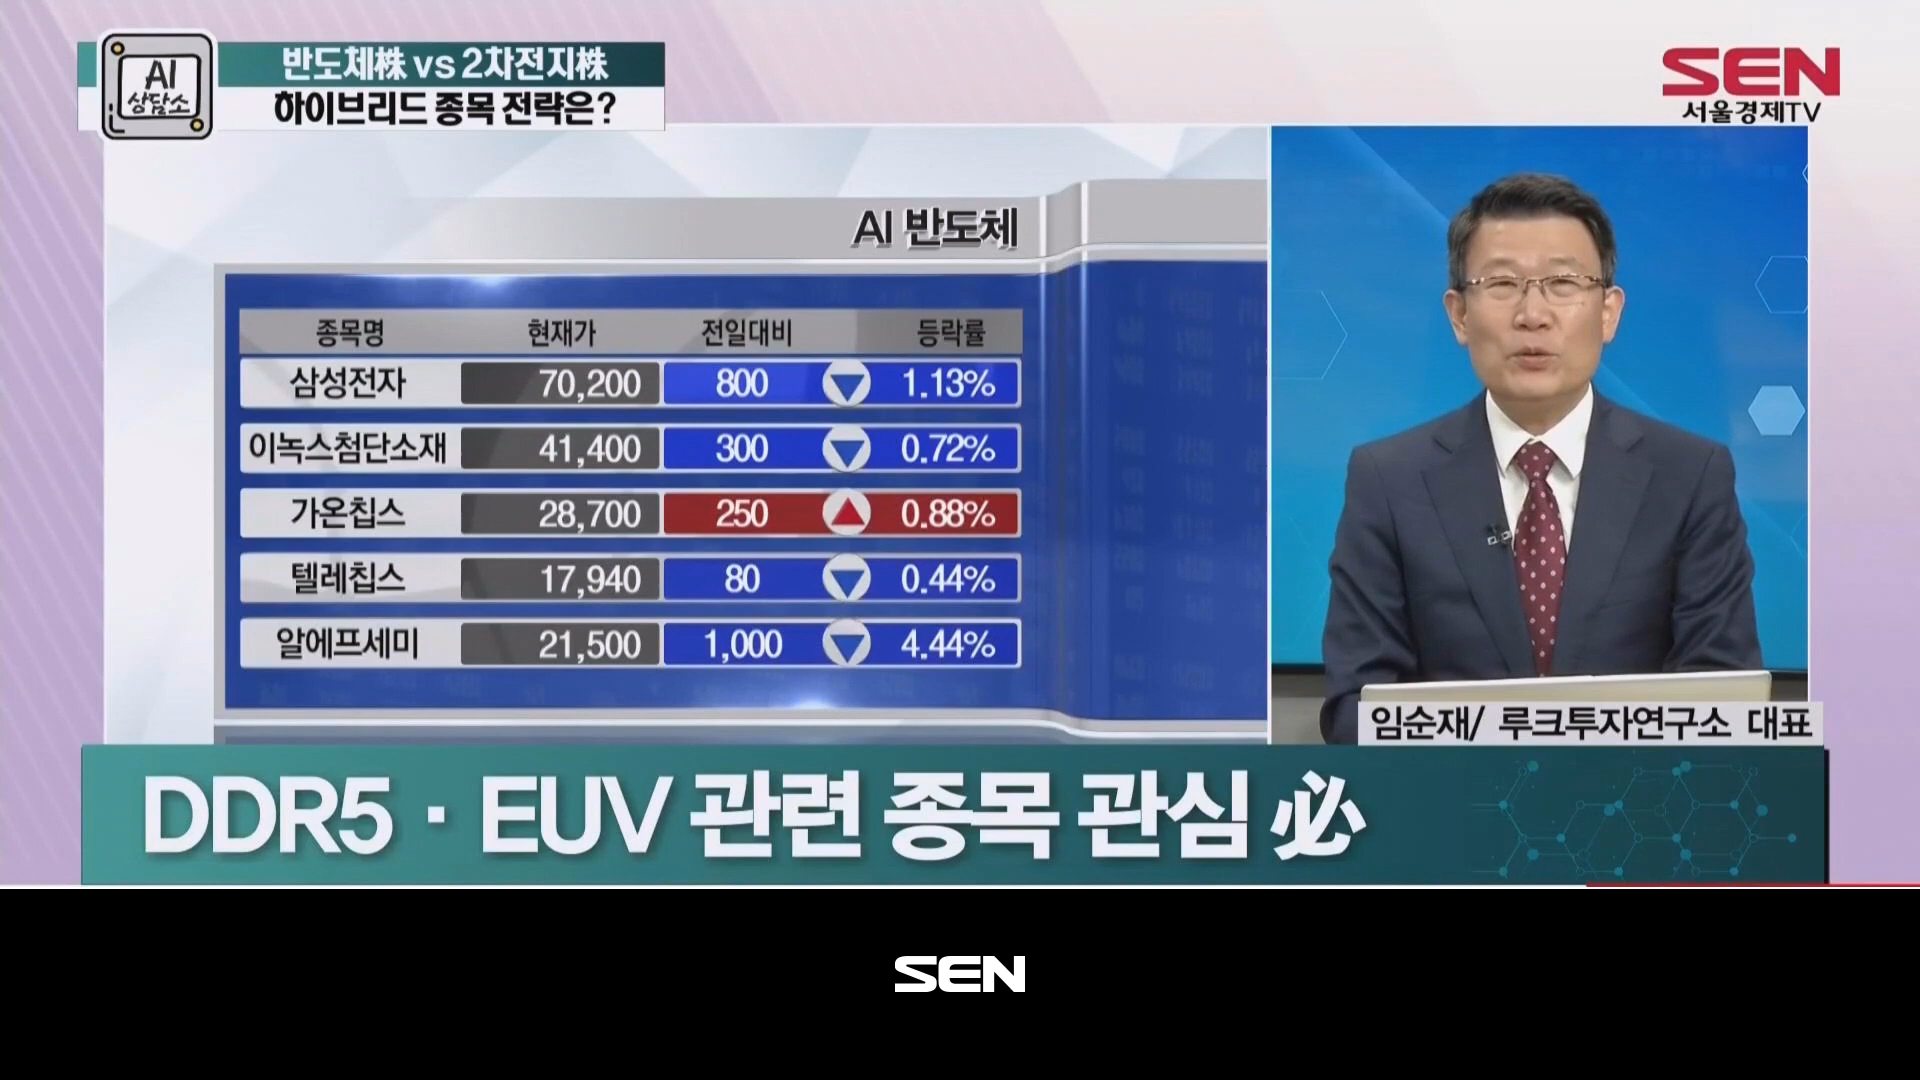 AI
상담소
반도체株 vs 2차전지株
하이브리드 종목 전략은?
SEN
서울경제TV
AI 반도체
종목명 현재가 전일대비 등락률
삼성전자 70,200 800 ▼ 1.13%
이녹스첨단소재 41,400 300 ▼ 0.72%
가온칩스 28,700 250 ▲ 0.88%
텔레칩스 17,940 80 ▼ 0.44%
알에프세미 21,500 1,000 ▼ 4.44%
임순재/ 루크투자연구소 대표
DDR5 · EUV 관련 종목 관심 必
SEN